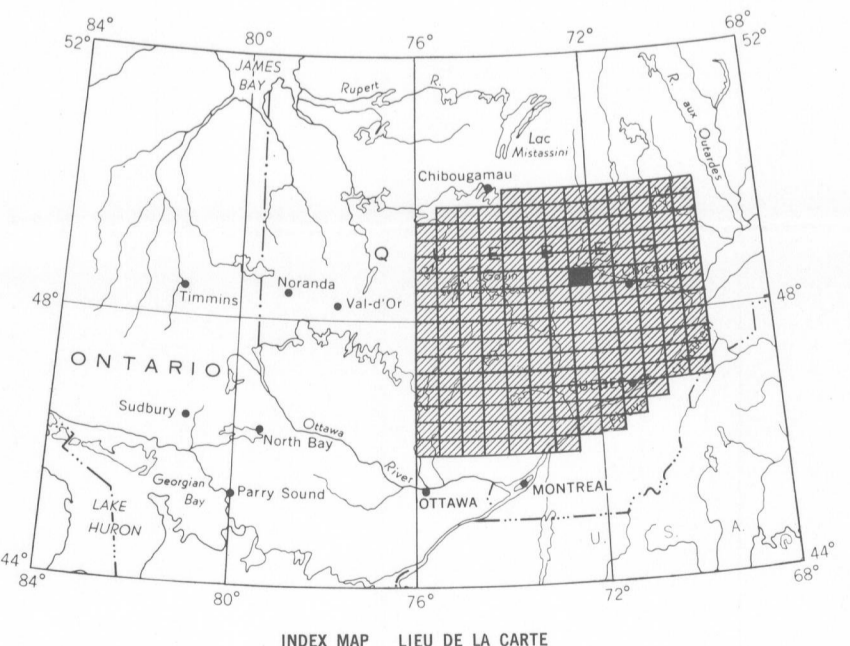 84° 80° 76° 72° 68°
52° 52°
JAMES
BAY
Rupert R.
R. aux Outardes
Lac
Mistassini
Chibougamau
QUEBEC
Gouin
Chicoutimi
Noranda
Timmins
Val-d'Or
48° 48°
ONTARIO
QUEBEC
Sudbury
Ottawa River
North Bay
Georgian
Bay
Parry Sound
OTTAWA
MONTREAL
LAKE
HURON
U. S. A.
44° 44°
84° 80° 76° 72° 68°
INDEX MAP LIEU DE LA CARTE